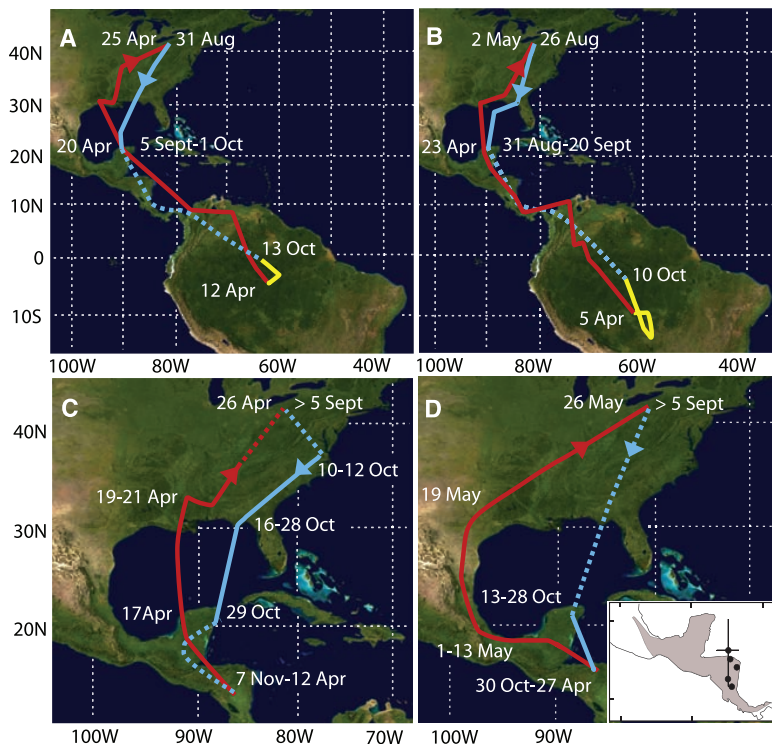 A
25 Apr
31 Aug
40N
30N
20 Apr
5 Sept-1 Oct
20N
10N
13 Oct
0
12 Apr
10S
100W
80W
60W
40W
B
2 May
26 Aug
23 Apr
31 Aug-20 Sept
10 Oct
5 Apr
100W
80W
60W
40W
C
26 Apr
> 5 Sept
40N
10-12 Oct
19-21 Apr
30N
16-28 Oct
17Apr
29 Oct
20N
7 Nov-12 Apr
100W
90W
80W
70W
D
26 May
> 5 Sept
19 May
13-28 Oct
1-13 May
30 Oct-27 Apr
100W
90W